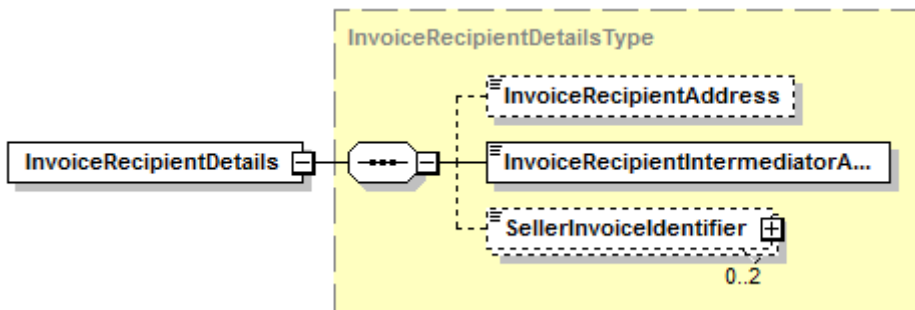 InvoiceRecipientDetailsType
InvoiceRecipientAddress
InvoiceRecipientDetails
InvoiceRecipientIntermediatorA...
SellerInvoiceIdentifier
0..2